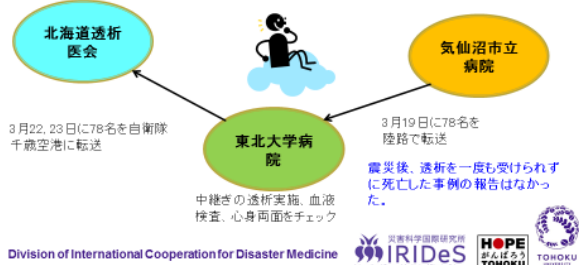 北海道透析
医会
気仙沼市立
病院
3月22, 23日に78名を自衛隊
千歳空港に転送
東北大学病
院
3月19日に78名を
陸路で転送
震災後、透析を一度も受けられず
に死亡した事例の報告はなかっ
た。
中継ぎの透析実施、血液
検査、心身両面をチェック
Division of International Cooperation for Disaster Medicine
災害科学国際研究所
IRIDeS
HOPE
がんばろう
TOHOKU
TOHOKU